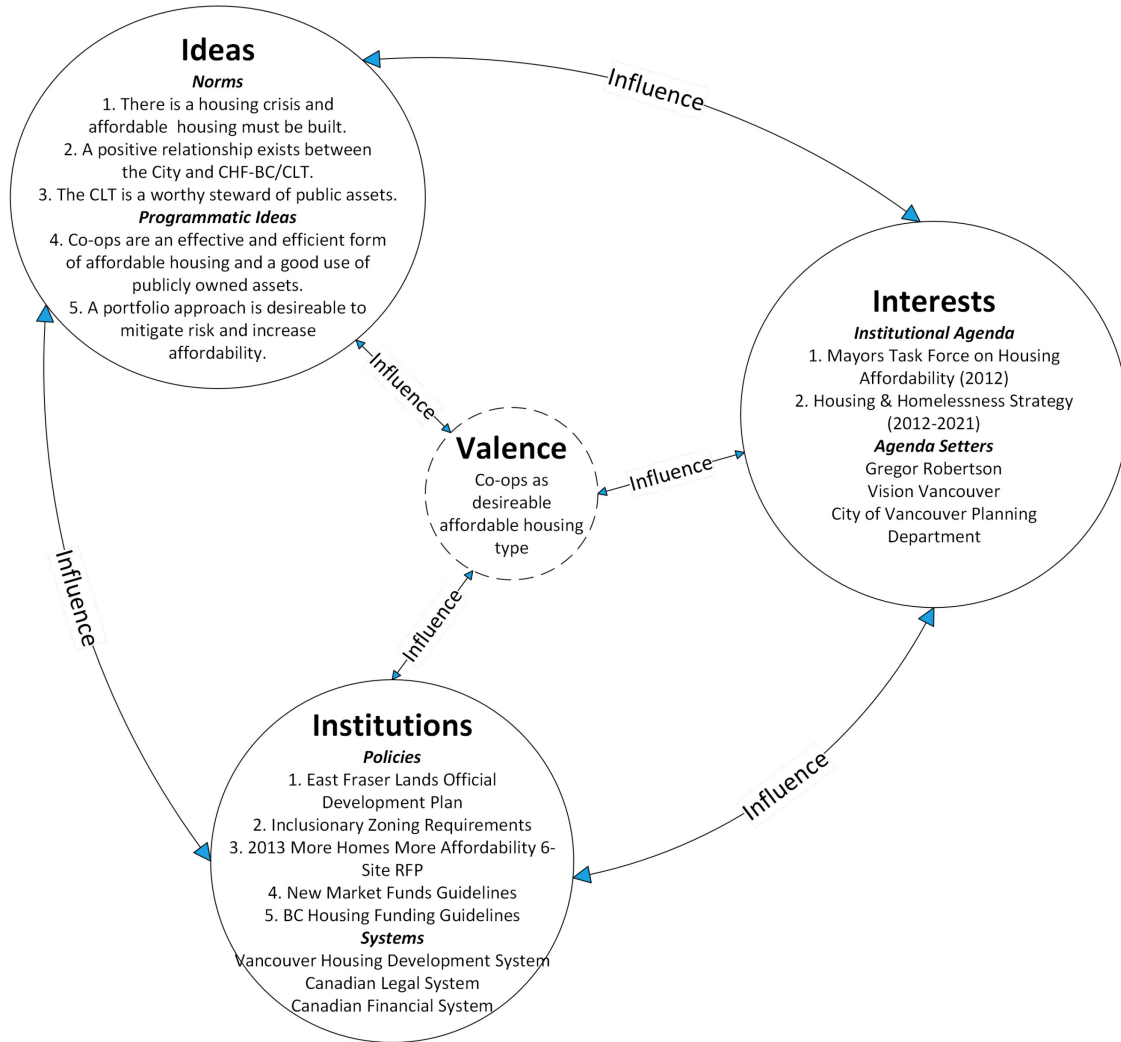 Ideas
Norms
1. There is a housing crisis and
affordable housing must be built.
2. A positive relationship exists between
the City and CHF-BC/CLT.
3. The CLT is a worthy steward of public assets.
Programmatic Ideas
4. Co-ops are an effective and efficient form
of affordable housing and a good use of
publicly owned assets.
5. A portfolio approach is desireable to
mitigate risk and increase
affordability.
Influence
Interests
Institutional Agenda
1. Mayors Task Force on Housing
Affordability (2012)
2. Housing & Homelessness Strategy
(2012-2021)
Agenda Setters
Gregor Robertson
Vision Vancouver
City of Vancouver Planning
Department
Influence
Valence
Co-ops as
desireable
affordable housing
type
Influence
Influence
Influence
Institutions
Policies
1. East Fraser Lands Official
Development Plan
2. Inclusionary Zoning Requirements
3. 2013 More Homes More Affordability 6-
Site RFP
4. New Market Funds Guidelines
5. BC Housing Funding Guidelines
Systems
Vancouver Housing Development System
Canadian Legal System
Canadian Financial System
Influence